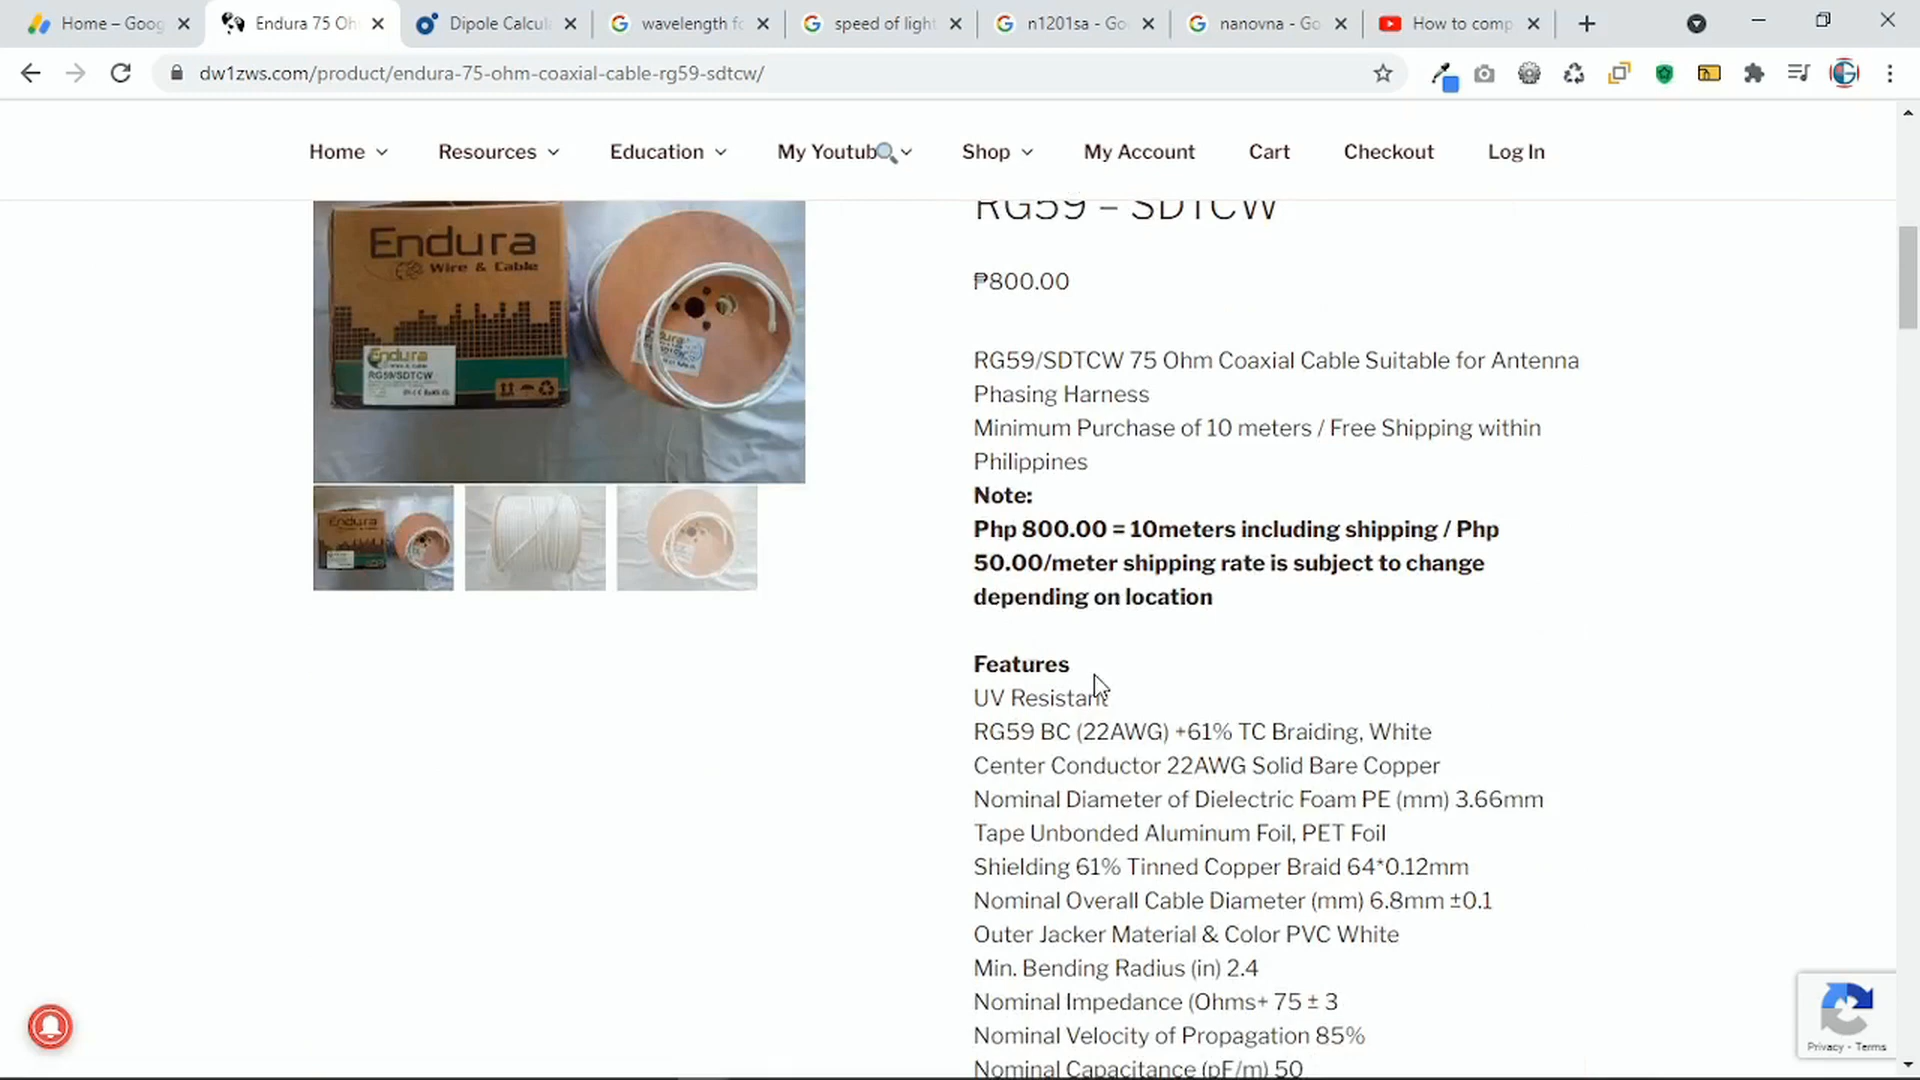 Home – Goog
Endura 75 Oh
Dipole Calcul
wavelength fo
speed of light
n1201sa - Go
nanovna - Go
How to comp
dw1zws.com/product/endura-75-ohm-coaxial-cable-rg59-sdtcw/
Home
Resources
Education
My Youtub
Shop
My Account
Cart
Checkout
Log In
Endura
Wire & Cable
Endura
RG59/SDTCW
RG59 – SDTCW
₱800.00
RG59/SDTCW 75 Ohm Coaxial Cable Suitable for Antenna
Phasing Harness
Minimum Purchase of 10 meters / Free Shipping within
Philippines
Note:
Php 800.00 = 10meters including shipping / Php
50.00/meter shipping rate is subject to change
depending on location
Features
UV Resistant
RG59 BC (22AWG) +61% TC Braiding, White
Center Conductor 22AWG Solid Bare Copper
Nominal Diameter of Dielectric Foam PE (mm) 3.66mm
Tape Unbonded Aluminum Foil, PET Foil
Shielding 61% Tinned Copper Braid 64*0.12mm
Nominal Overall Cable Diameter (mm) 6.8mm ±0.1
Outer Jacker Material & Color PVC White
Min. Bending Radius (in) 2.4
Nominal Impedance (Ohms+ 75 ± 3
Nominal Velocity of Propagation 85%
Nominal Capacitance (pF/m) 50
Privacy - Terms